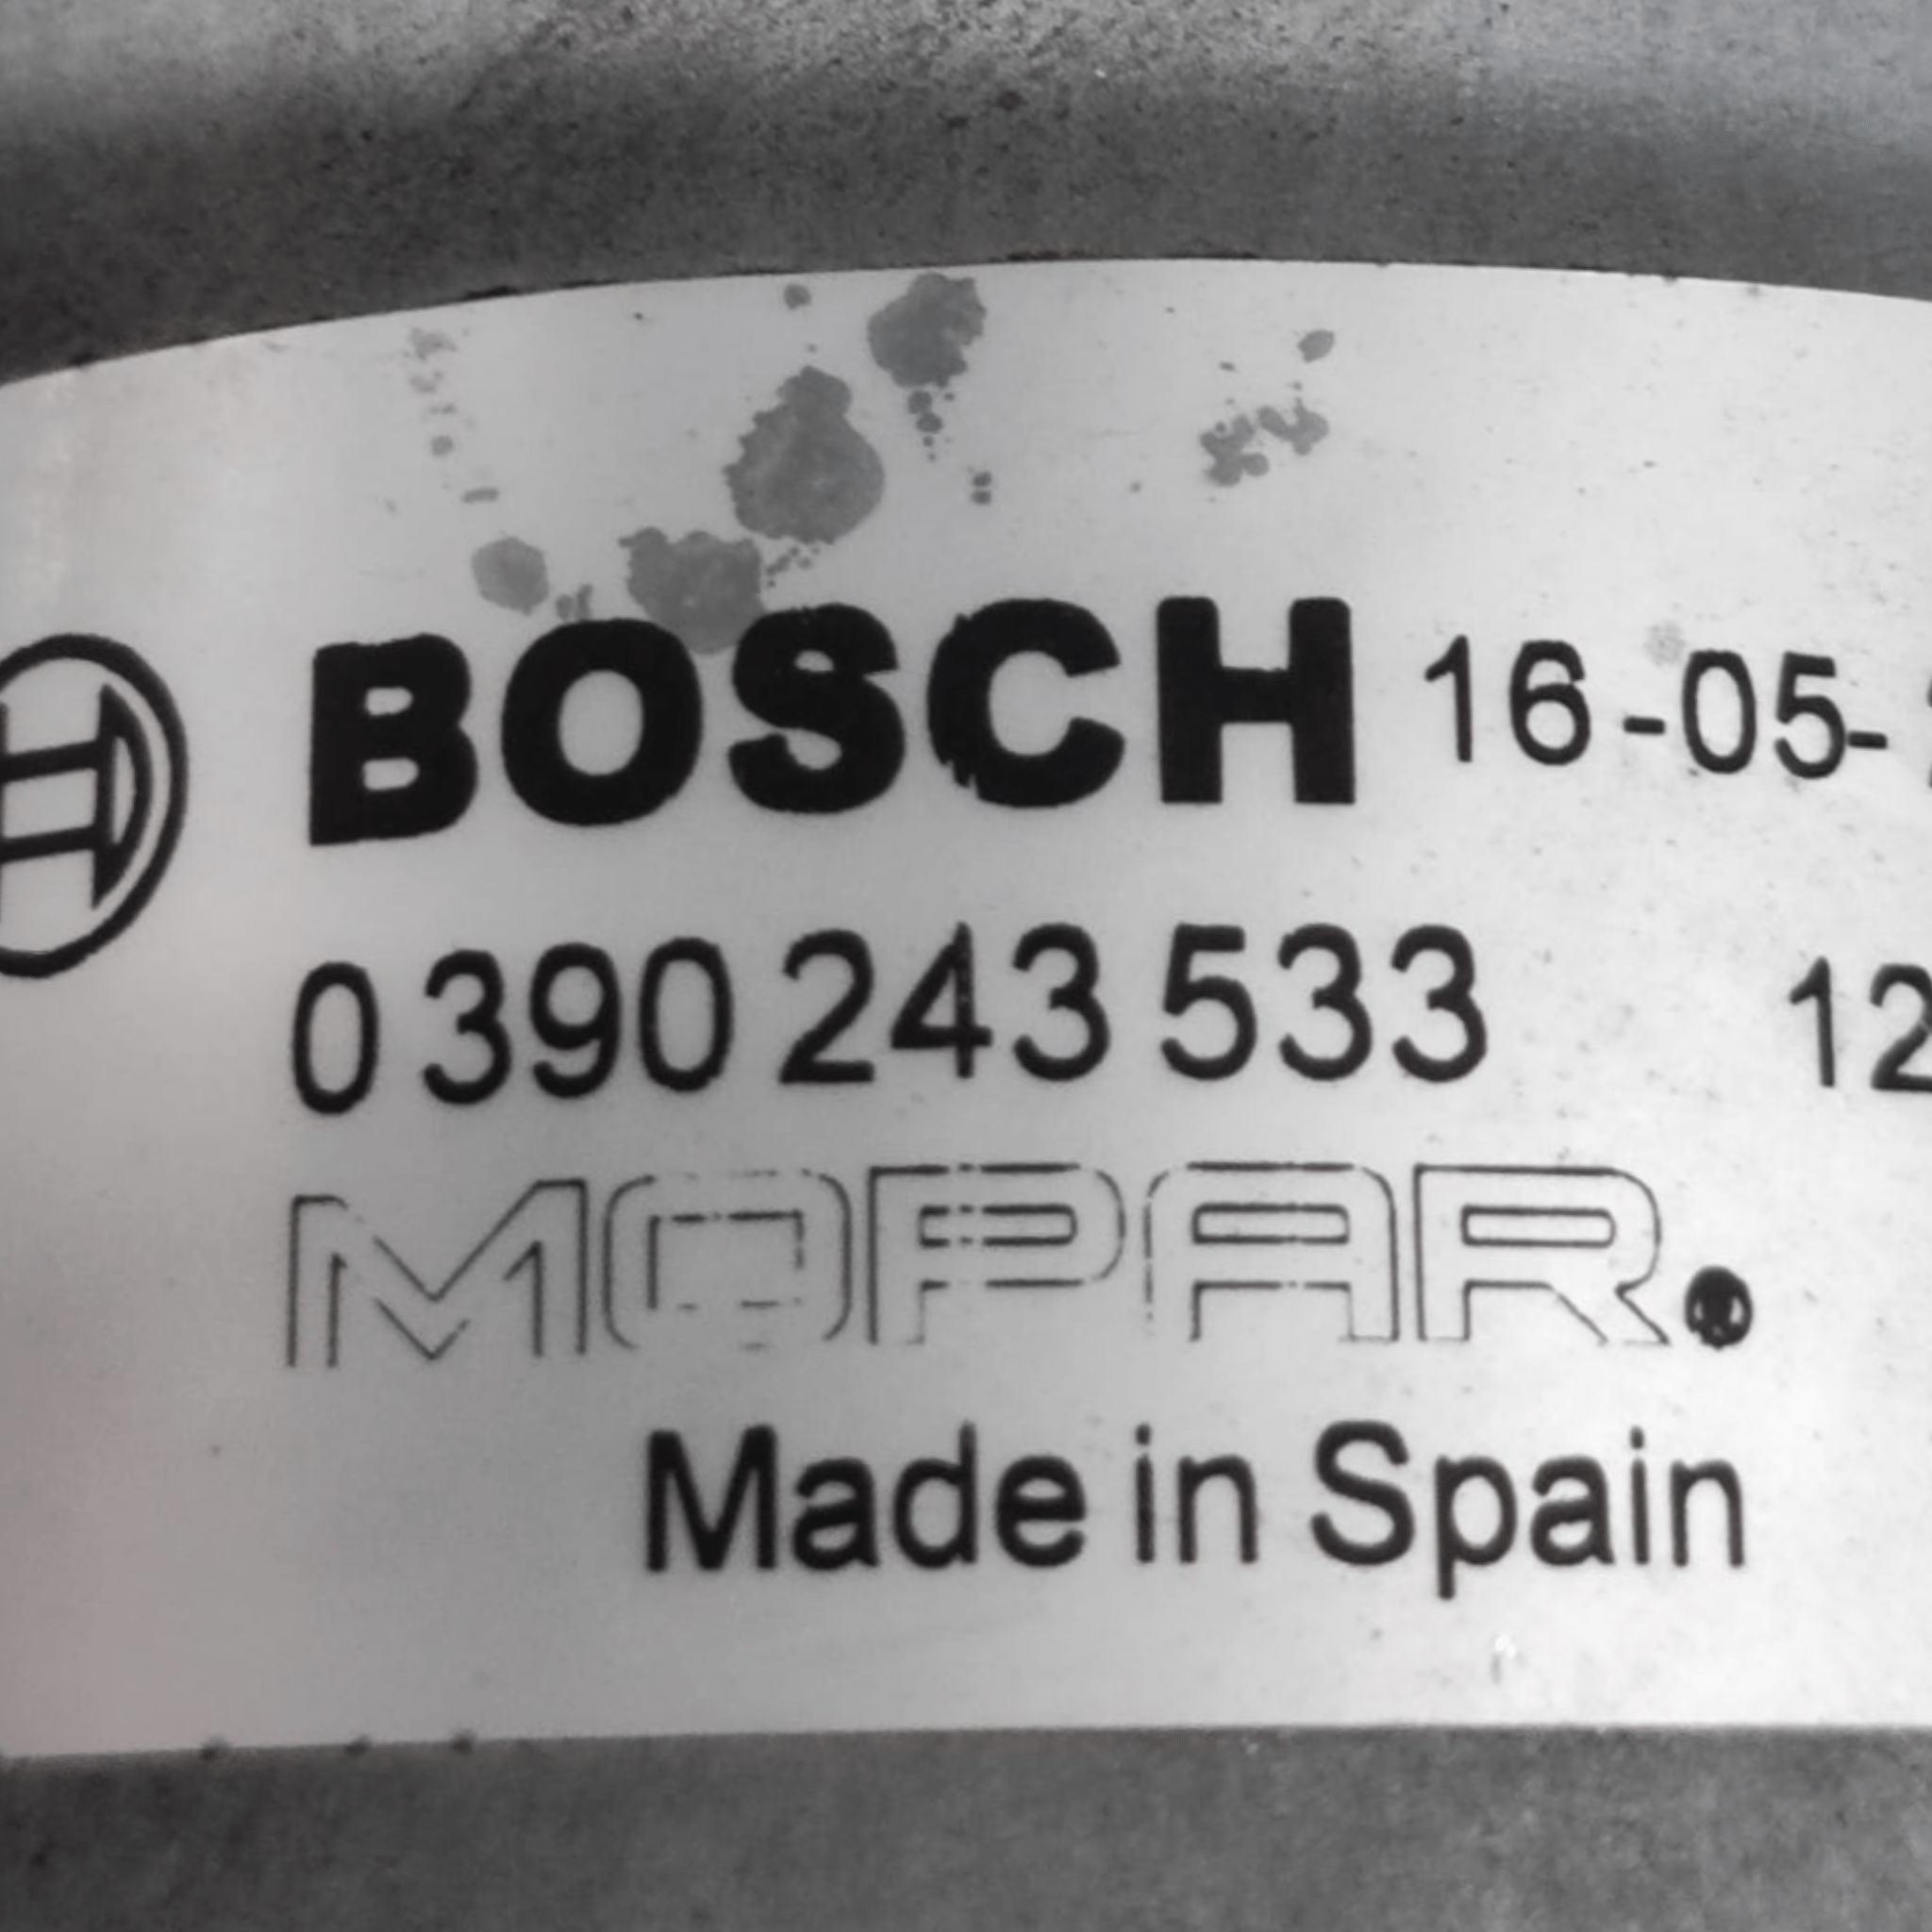 BOSCH 16-05-
0 390 243 533 12
MOPAR.
Made in Spain